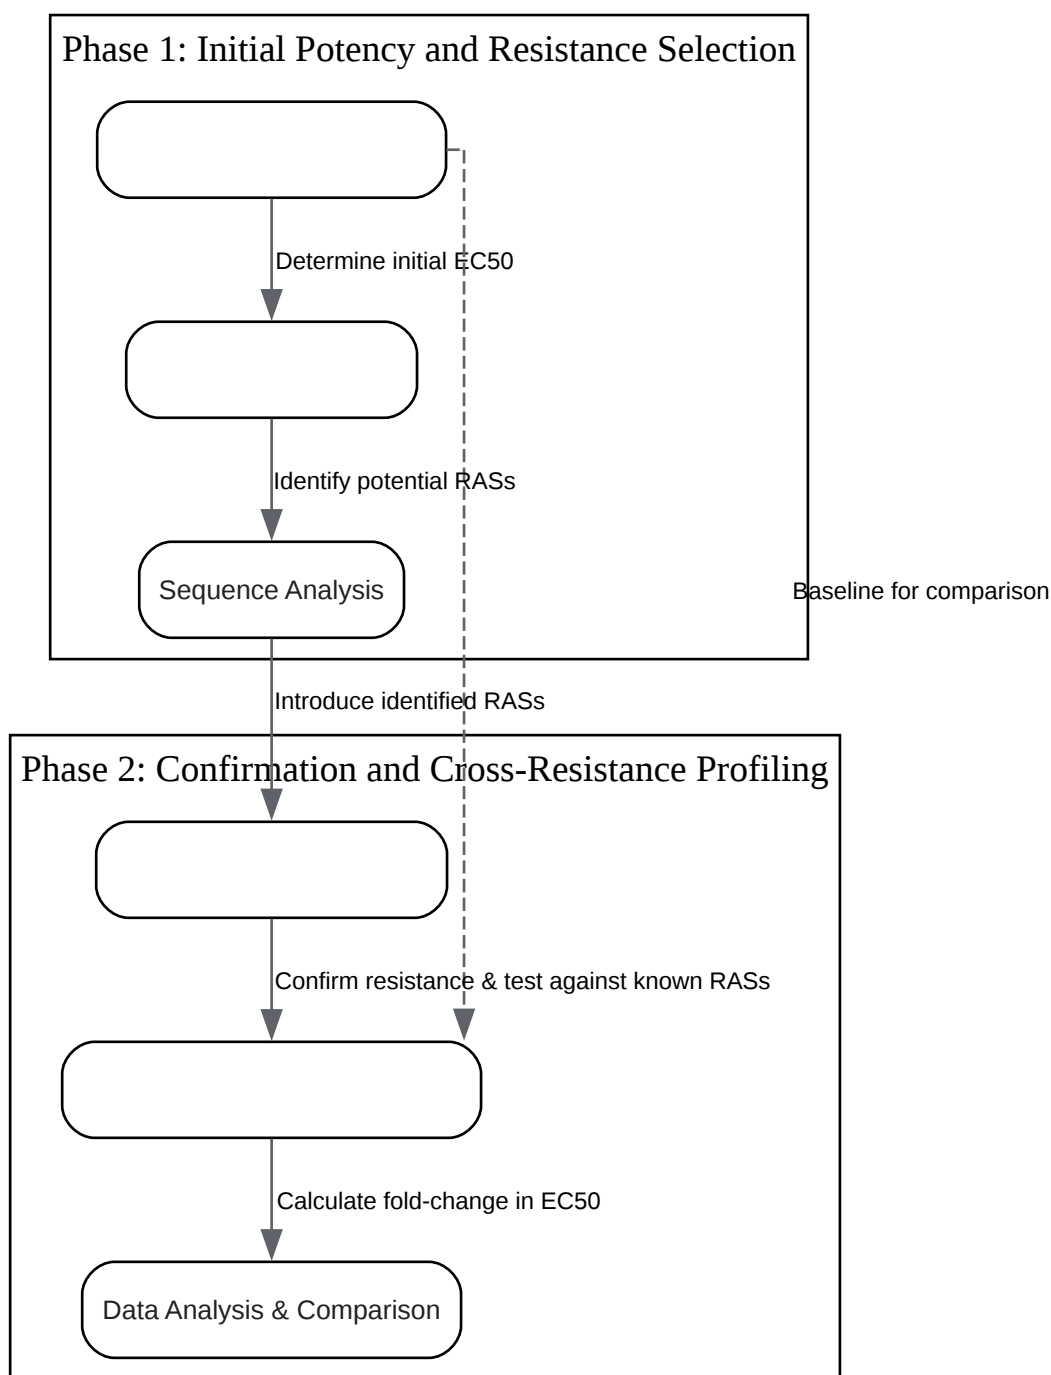 Phase 1: Initial Potency and Resistance Selection
Determine initial EC50
Identify potential RASs
Sequence Analysis
Baseline for comparison
Introduce identified RASs
Phase 2: Confirmation and Cross-Resistance Profiling
Confirm resistance & test against known RASs
Calculate fold-change in EC50
Data Analysis & Comparison